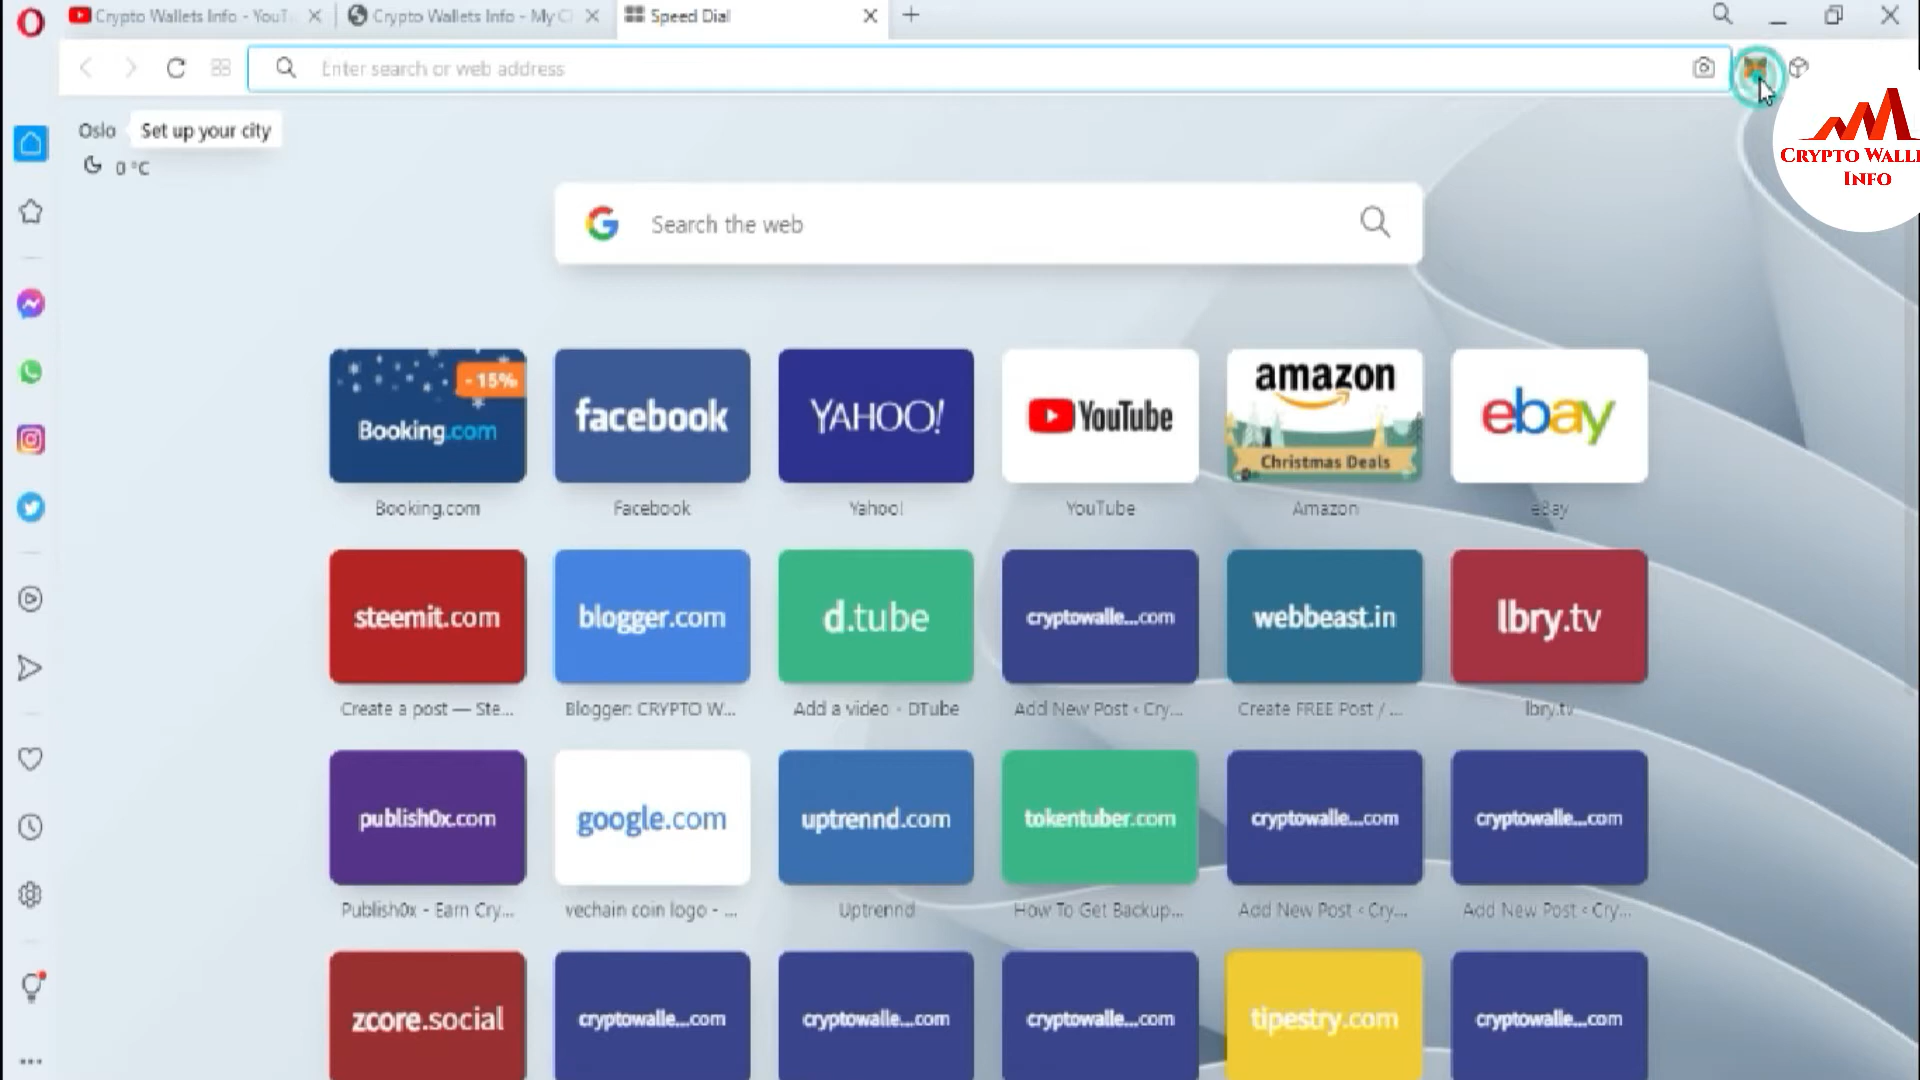 Crypto Wallets Info - YouT
Crypto Wallets Info - My C
Speed Dial
Enter search or web address
Oslo
Set up your city
0 °C
CRYPTO WALLE
INFO
Search the web
- 15%
Booking.com
facebook
YAHOO!
YouTube
amazon
Christmas Deals
ebay
Booking.com
Facebook
Yahoo!
YouTube
Amazon
eBay
steemit.com
blogger.com
d.tube
cryptowalle...com
webbeast.in
lbry.tv
Create a post — Ste...
Blogger: CRYPTO W...
Add a video - DTube
Add New Post ‹ Cry...
Create FREE Post / ...
lbry.tv
publish0x.com
google.com
uptrennd.com
tokentuber.com
cryptowalle...com
cryptowalle...com
Publish0x - Earn Cry...
vechain coin logo - ...
Uptrennd
How To Get Backup...
Add New Post ‹ Cry...
Add New Post ‹ Cry...
zcore.social
cryptowalle...com
cryptowalle...com
cryptowalle...com
tipestry.com
cryptowalle...com